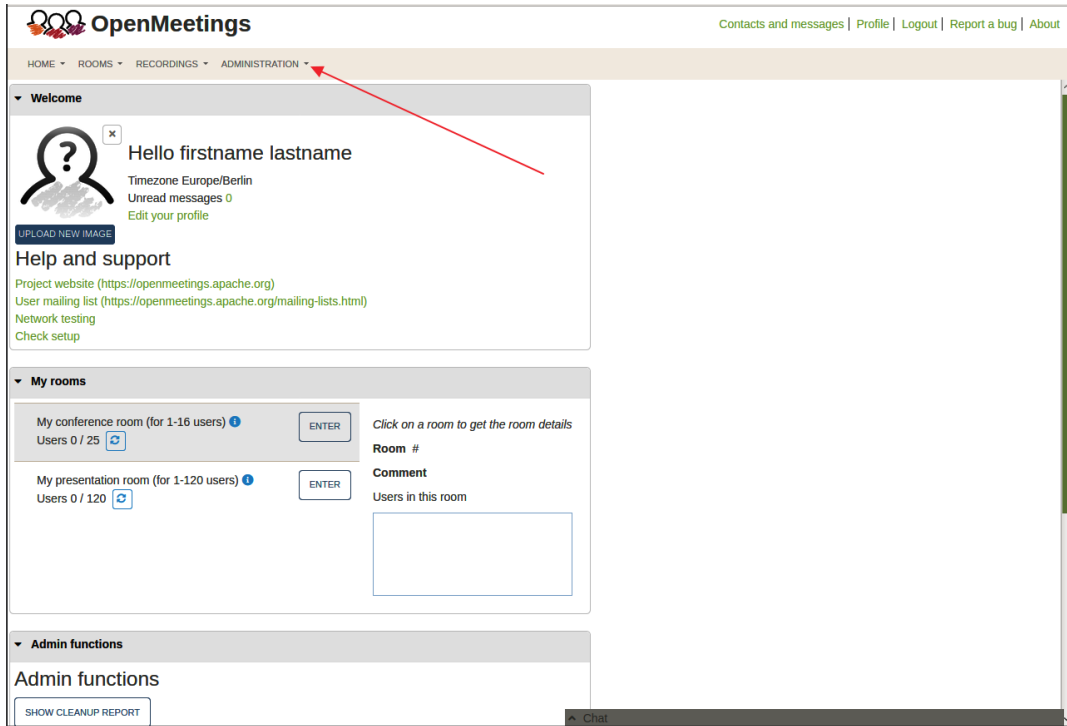 OpenMeetings
Contacts and messages | Profile | Logout | Report a bug | About
HOME ROOMS RECORDINGS ADMINISTRATION
Welcome
?
×
Hello firstname lastname
Timezone Europe/Berlin
Unread messages 0
Edit your profile
UPLOAD NEW IMAGE
Help and support
Project website (https://openmeetings.apache.org)
User mailing list (https://openmeetings.apache.org/mailing-lists.html)
Network testing
Check setup
My rooms
My conference room (for 1-16 users)
Users 0 / 25
ENTER
My presentation room (for 1-120 users)
Users 0 / 120
ENTER
Click on a room to get the room details
Room #
Comment
Users in this room
Admin functions
Admin functions
SHOW CLEANUP REPORT
Chat